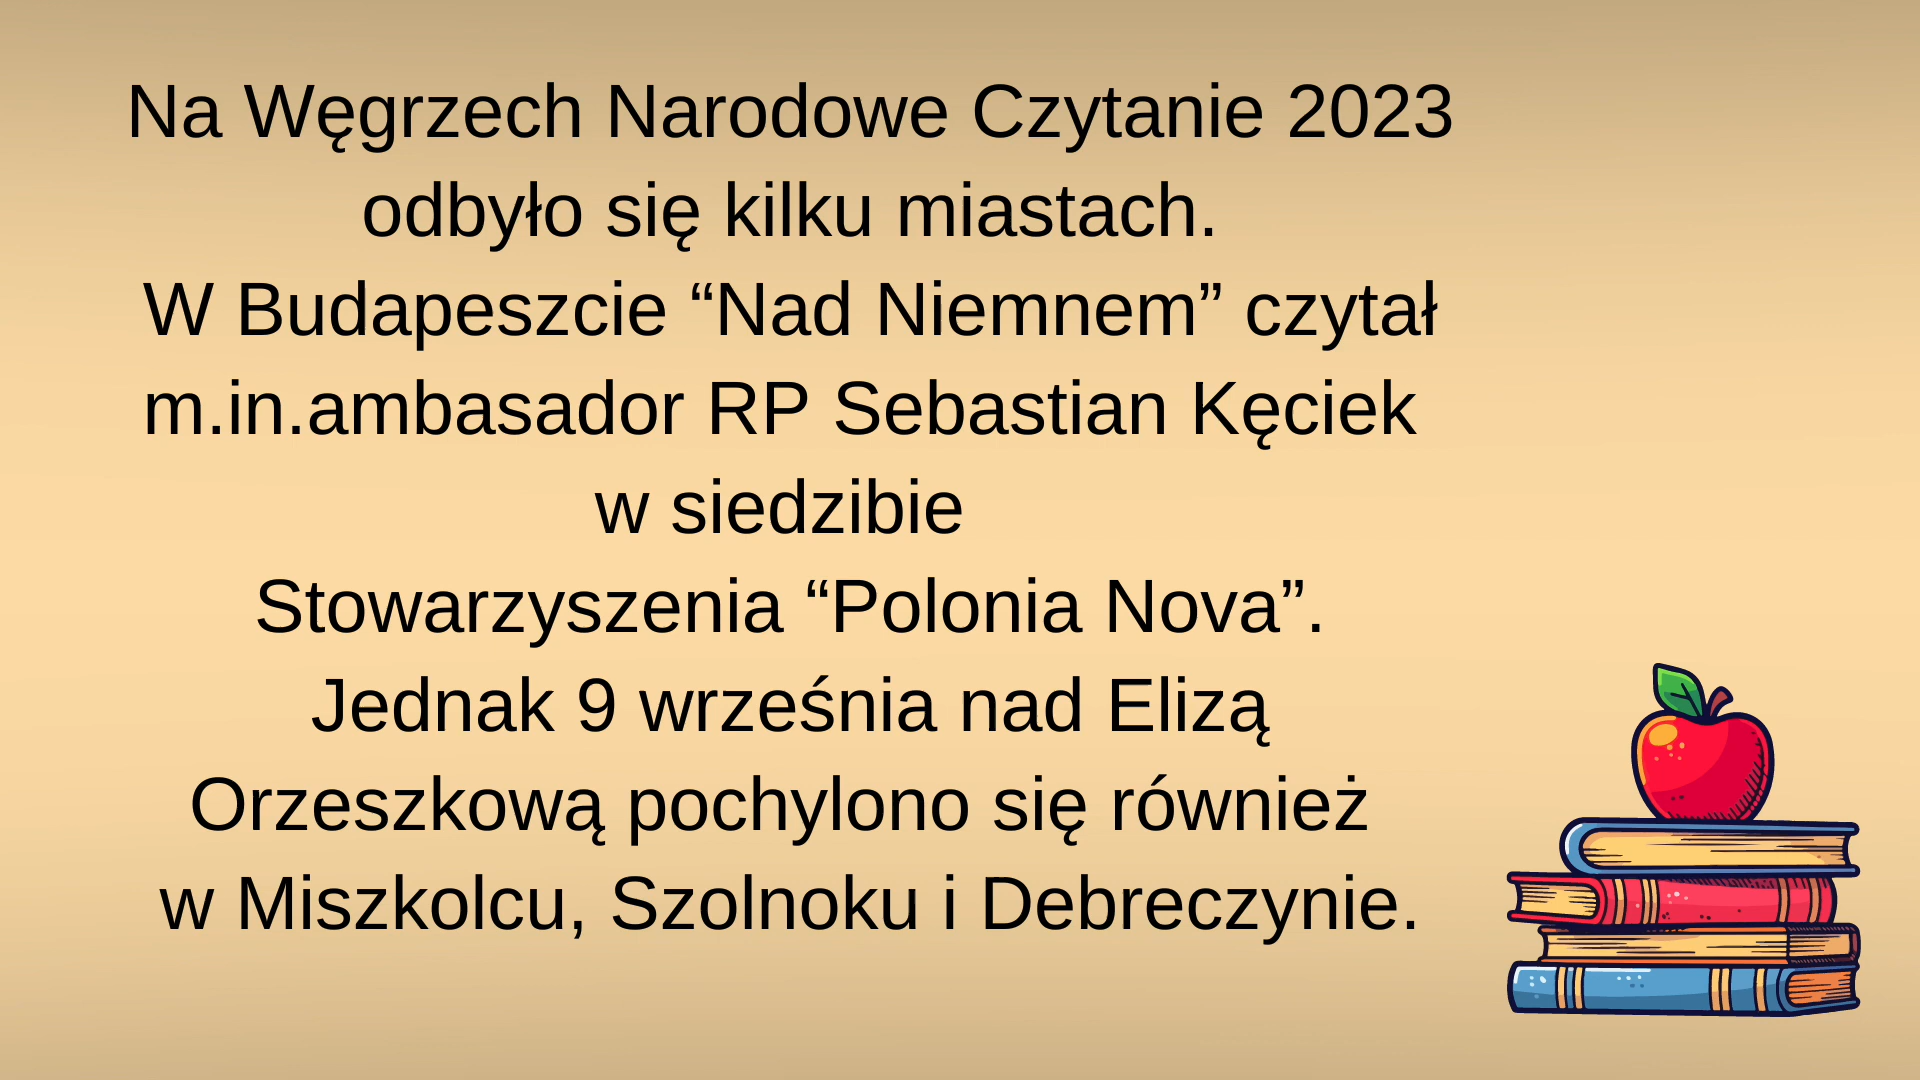 Na Węgrzech Narodowe Czytanie 2023
odbyło się kilku miastach.
W Budapeszcie “Nad Niemnem” czytał
m.in.ambasador RP Sebastian Kęciek
w siedzibie
Stowarzyszenia “Polonia Nova”.
Jednak 9 września nad Elizą
Orzeszkową pochylono się również
w Miszkolcu, Szolnoku i Debreczynie.